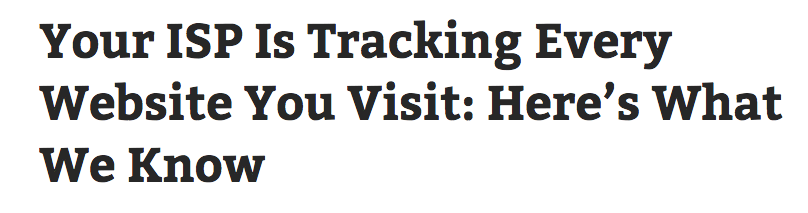 Your ISP Is Tracking Every
Website You Visit: Here’s What
We Know